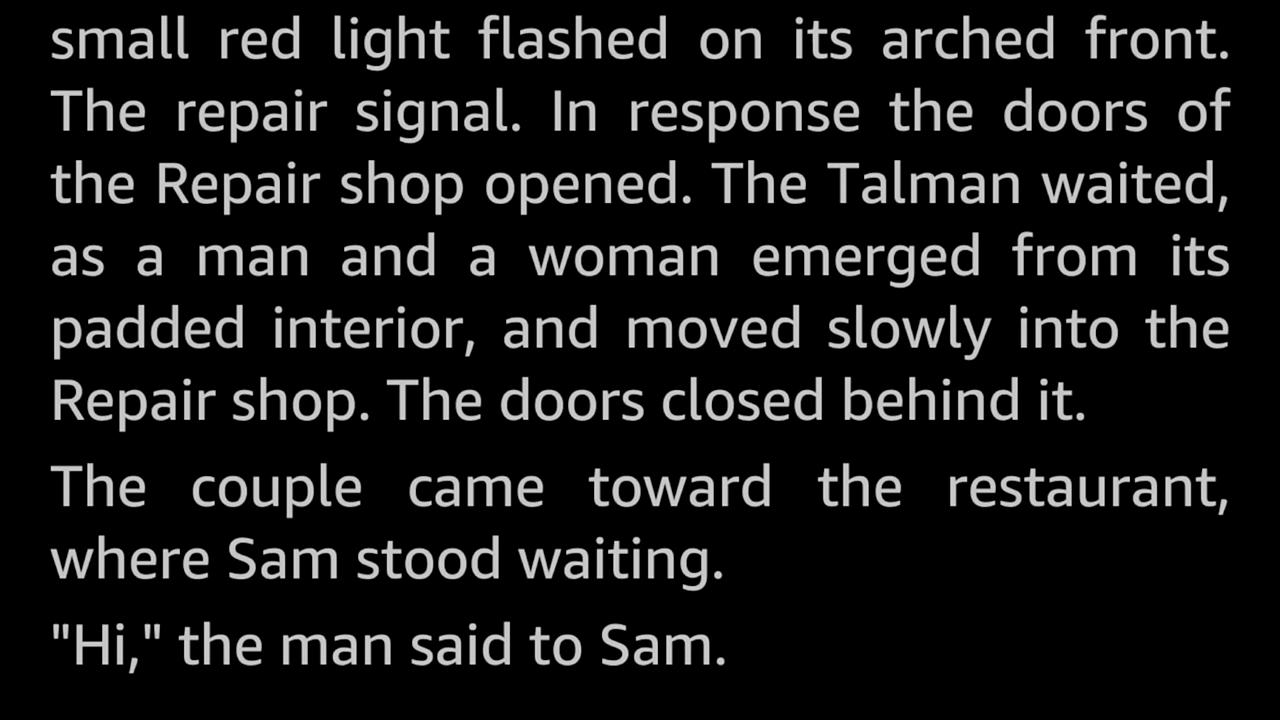 small red light flashed on its arched front.
The repair signal. In response the doors of
the Repair shop opened. The Talman waited,
as a man and a woman emerged from its
padded interior, and moved slowly into the
Repair shop. The doors closed behind it.
The couple came toward the restaurant,
where Sam stood waiting.
"Hi," the man said to Sam.